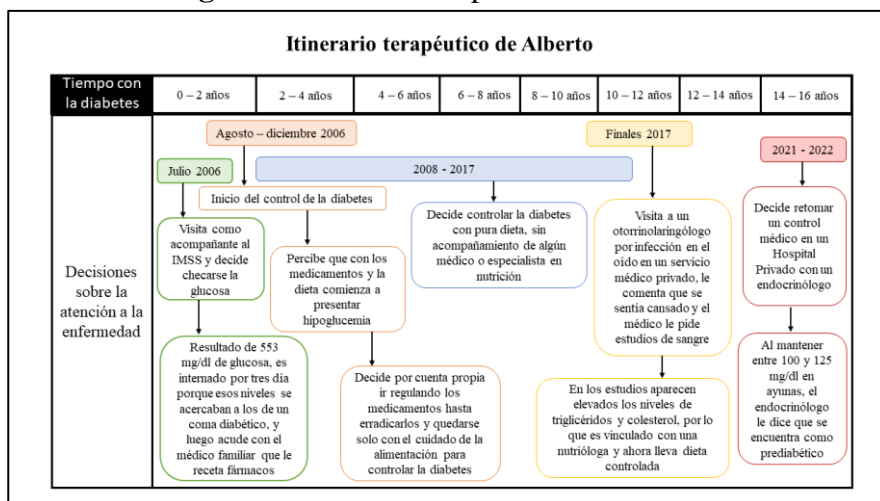 Itinerario terapéutico de Alberto
Tiempo con
la diabetes
0 – 2 años
2 – 4 años
4 – 6 años
6 – 8 años
8 – 10 años
10 – 12 años
12 – 14 años
14 – 16 años
Decisiones
sobre la
atención a la
enfermedad
Julio 2006
Visita como
acompañante al
IMSS y decide
checarse la
glucosa
Resultado de 553
mg/dl de glucosa, es
internado por tres día
porque esos niveles se
acercaban a los de un
coma diabético, y
luego acude con el
médico familiar que le
receta fármacos
Agosto – diciembre 2006
Inicio del control de la diabetes
Percibe que con los
medicamentos y la
dieta comienza a
presentar
hipoglucemia
Decide por cuenta propia
ir regulando los
medicamentos hasta
erradicarlos y quedarse
solo con el cuidado de la
alimentación para
controlar la diabetes
2008 - 2017
Decide controlar la diabetes
con pura dieta, sin
acompañamiento de algún
médico o especialista en
nutrición
Finales 2017
Visita a un
otorrinolaringólogo
por infección en el
oído en un servicio
médico privado, le
comenta que se
sentía cansado y el
médico le pide
estudios de sangre
En los estudios aparecen
elevados los niveles de
triglicéridos y colesterol, por lo
que es vinculado con una
nutrióloga y ahora lleva dieta
controlada
2021 - 2022
Decide retomar
un control
médico en un
Hospital
Privado con un
endocrinólogo
Al mantener
entre 100 y 125
mg/dl en
ayunas, el
endocrinólogo
le dice que se
encuentra como
prediabético